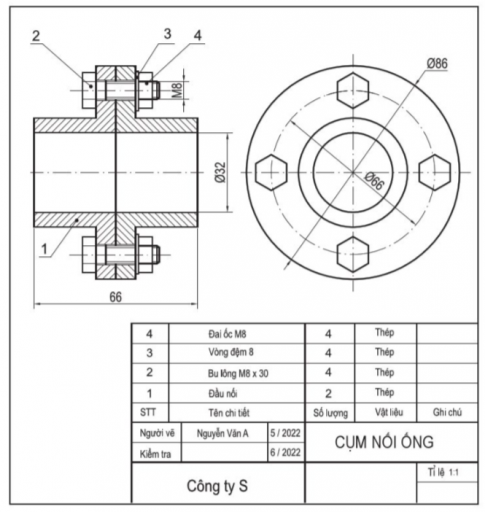 2
3
4
M8
Ø86
Ø32
Ø66
1
66
4 Đai ốc M8 4 Thép
3 Vòng đệm 8 4 Thép
2 Bu lông M8 x 30 4 Thép
1 Đầu nối 2 Thép
STT Tên chi tiết Số lượng Vật liệu Ghi chú
Người vẽ Nguyễn Văn A 5 / 2022
CỤM NỐI ỐNG
Kiểm tra 6 / 2022
Công ty S
Tỉ lệ 1:1